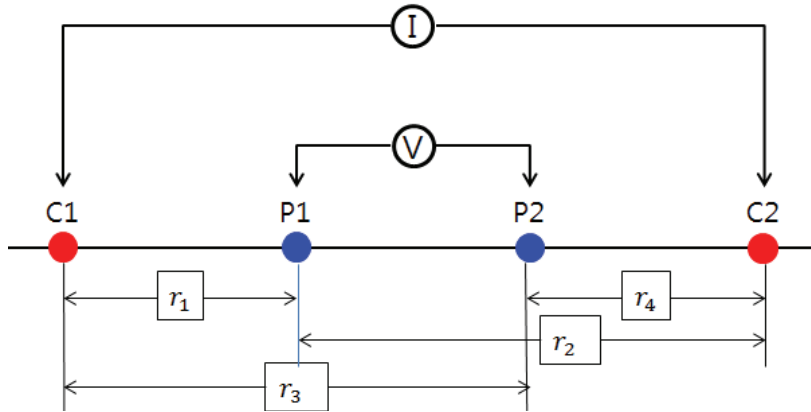 I
V
C1 P1 P2 C2
r₁ r₄
r₂
r₃